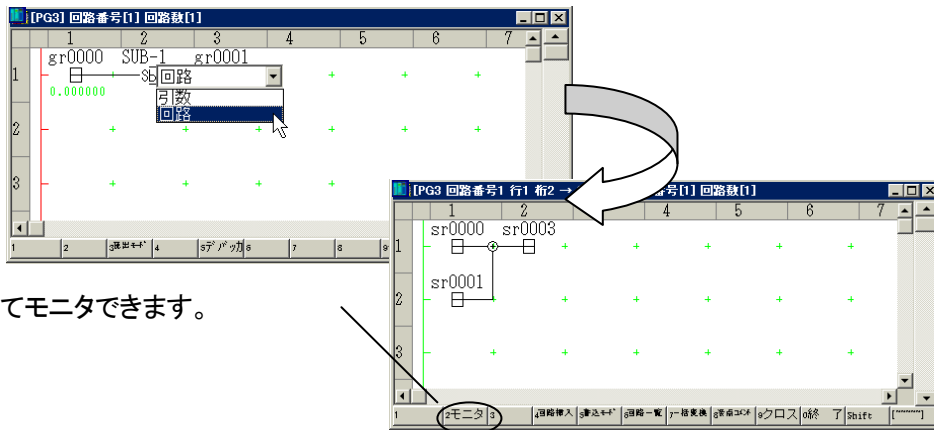 [PG3] 回路番号[1] 回路数[1]
1 2 3 4 5 6 7
gr0000 SUB-1 gr0001
1 Sb 回路
0.000000
引数
回路
2
3
1 2 3読出ﾓｰﾄﾞ 4 5ﾃﾞﾊﾞｯｶﾞ 6 7 8 9
[PG3 回路番号1 行1 桁2 → 号[1] 回路数[1]
1 2 4 5 6 7
sr0000 sr0003
1
sr0001
2
3
てモニタできます。
1 2モニタ 3 4回路挿入 5書込ﾓｰﾄﾞ 6回路一覧 7一括変換 9クロス 0終 了 Shift [^^^^^]